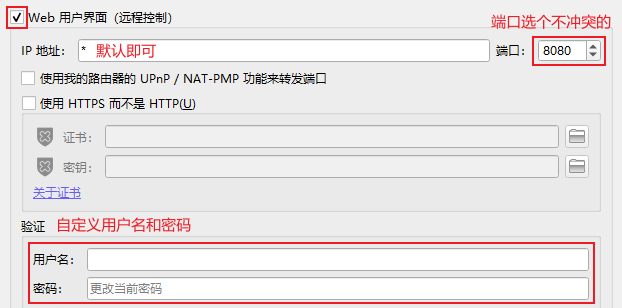 Web 用户界面（远程控制）
端口选个不冲突的
IP 地址： * 默认即可 端口： 8080
使用我的路由器的 UPnP / NAT-PMP 功能来转发端口
使用 HTTPS 而不是 HTTP(U)
证书：
密钥：
关于证书
验证 自定义用户名和密码
用户名：
密码： 更改当前密码